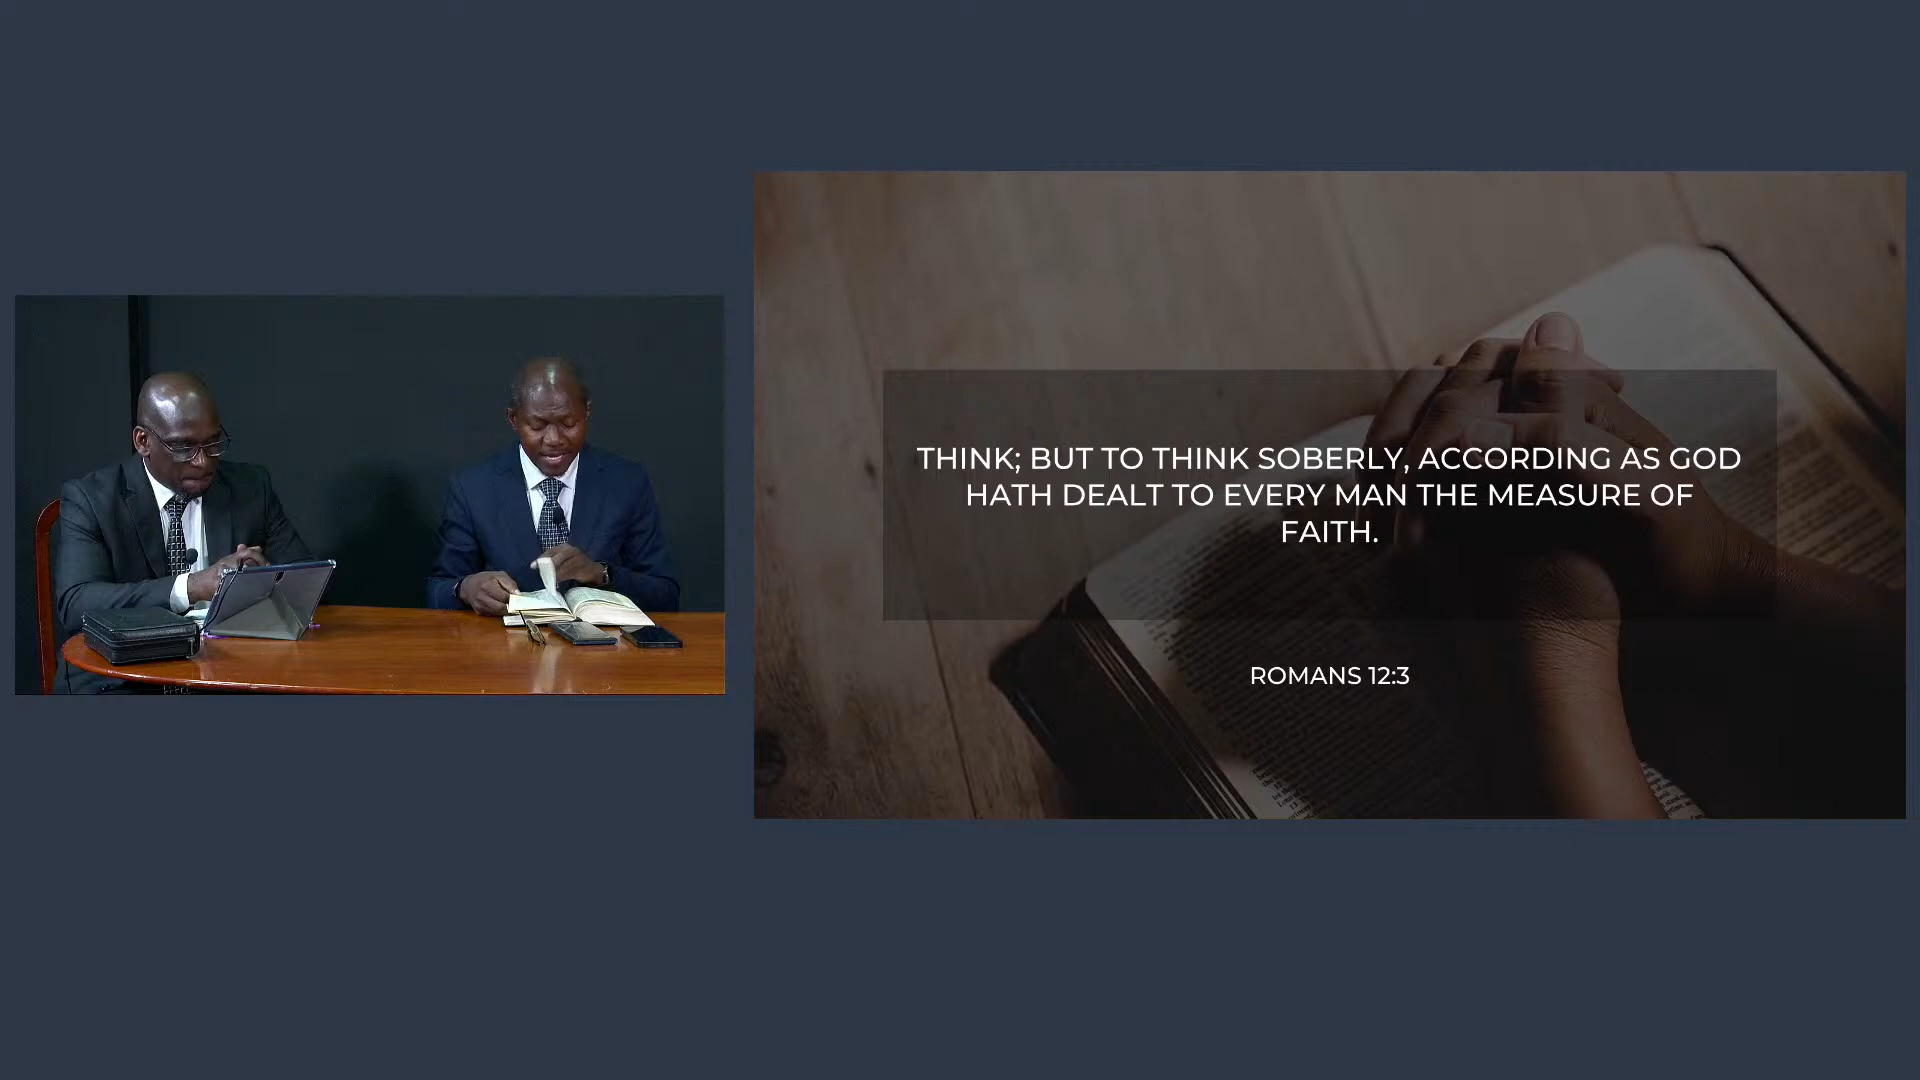 THINK; BUT TO THINK SOBERLY, ACCORDING AS GOD
HATH DEALT TO EVERY MAN THE MEASURE OF
FAITH.
ROMANS 12:3